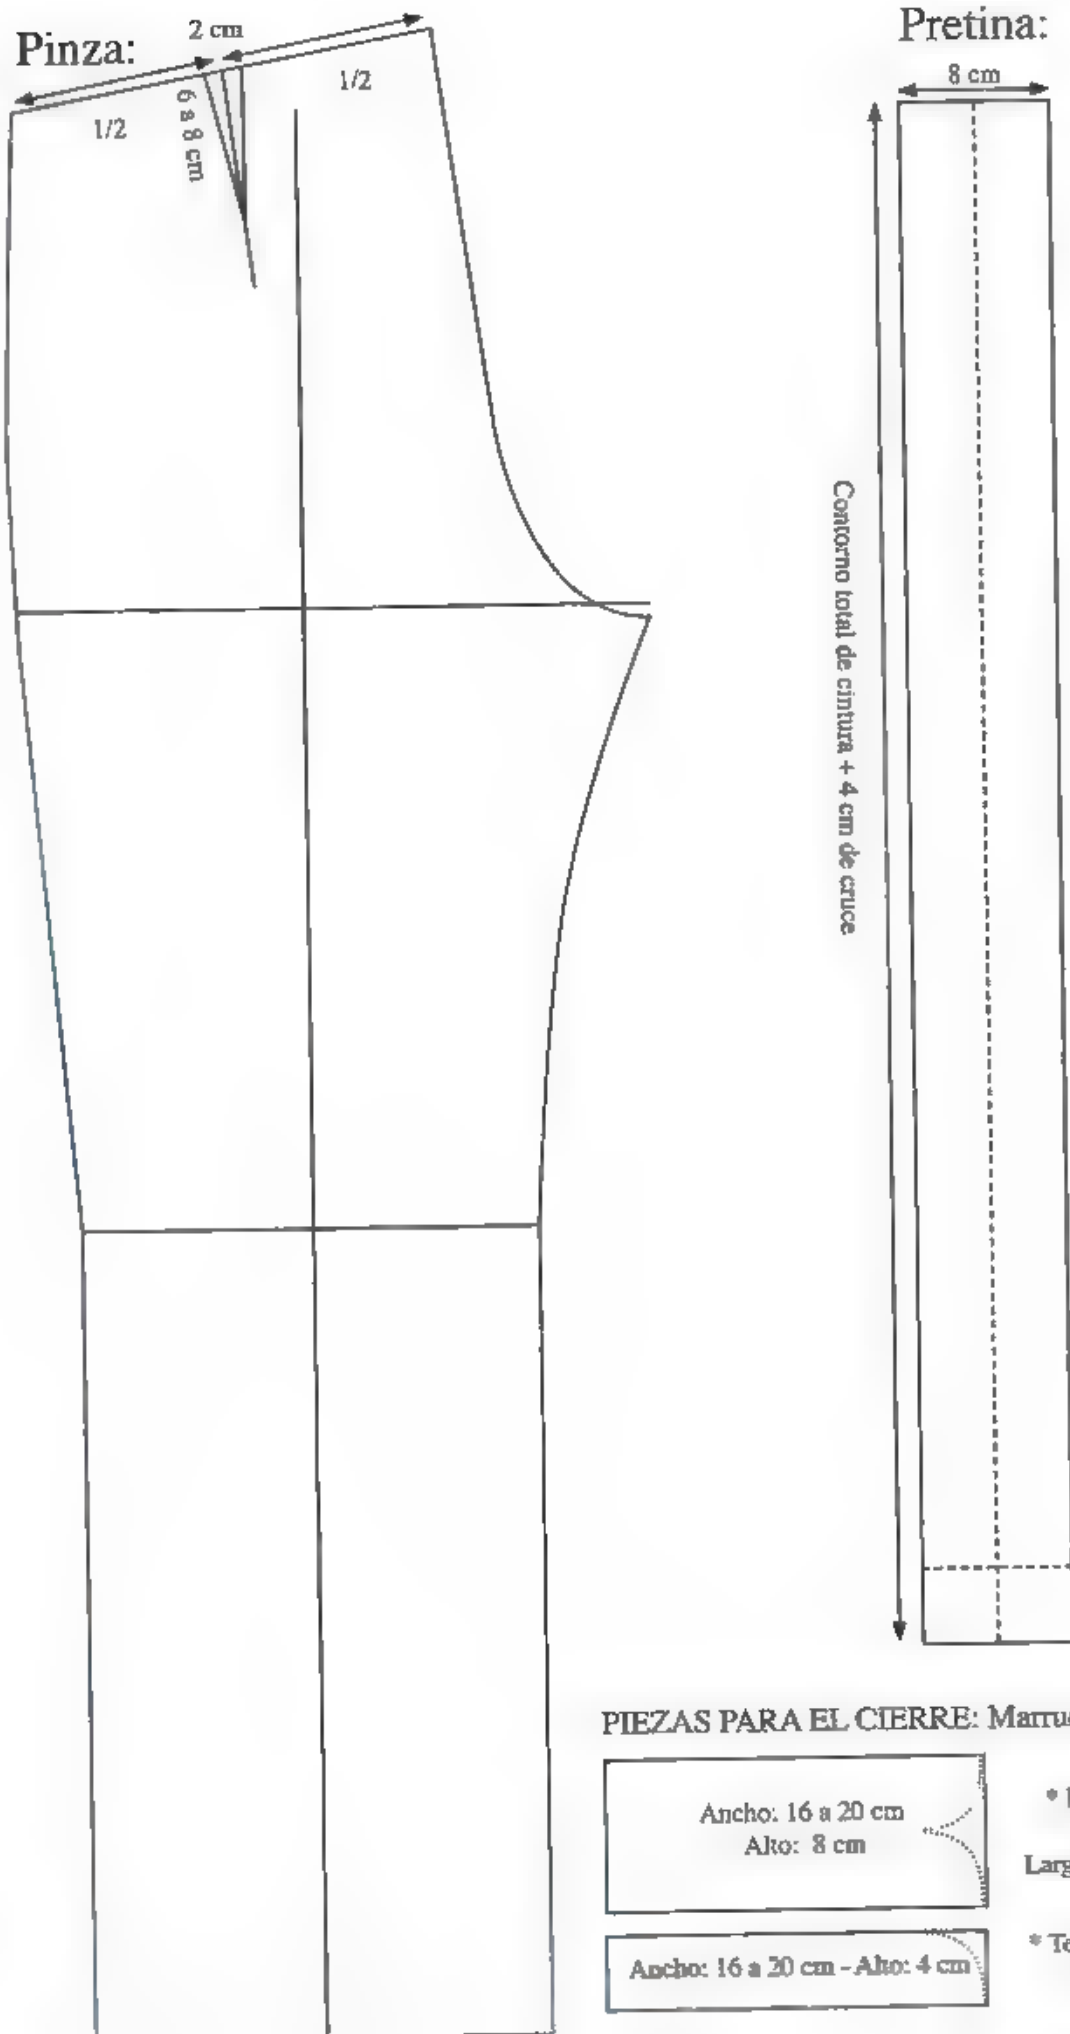 Pinza:
2 cm
1/2
1/2
6 a 8 cm
Pretina:
8 cm
Contorno total de cintura + 4 cm de cruce
PIEZAS PARA EL CIERRE:
Ancho: 16 a 20 cm
Alto: 8 cm
Ancho: 16 a 20 cm - Alto: 4 cm
*
*